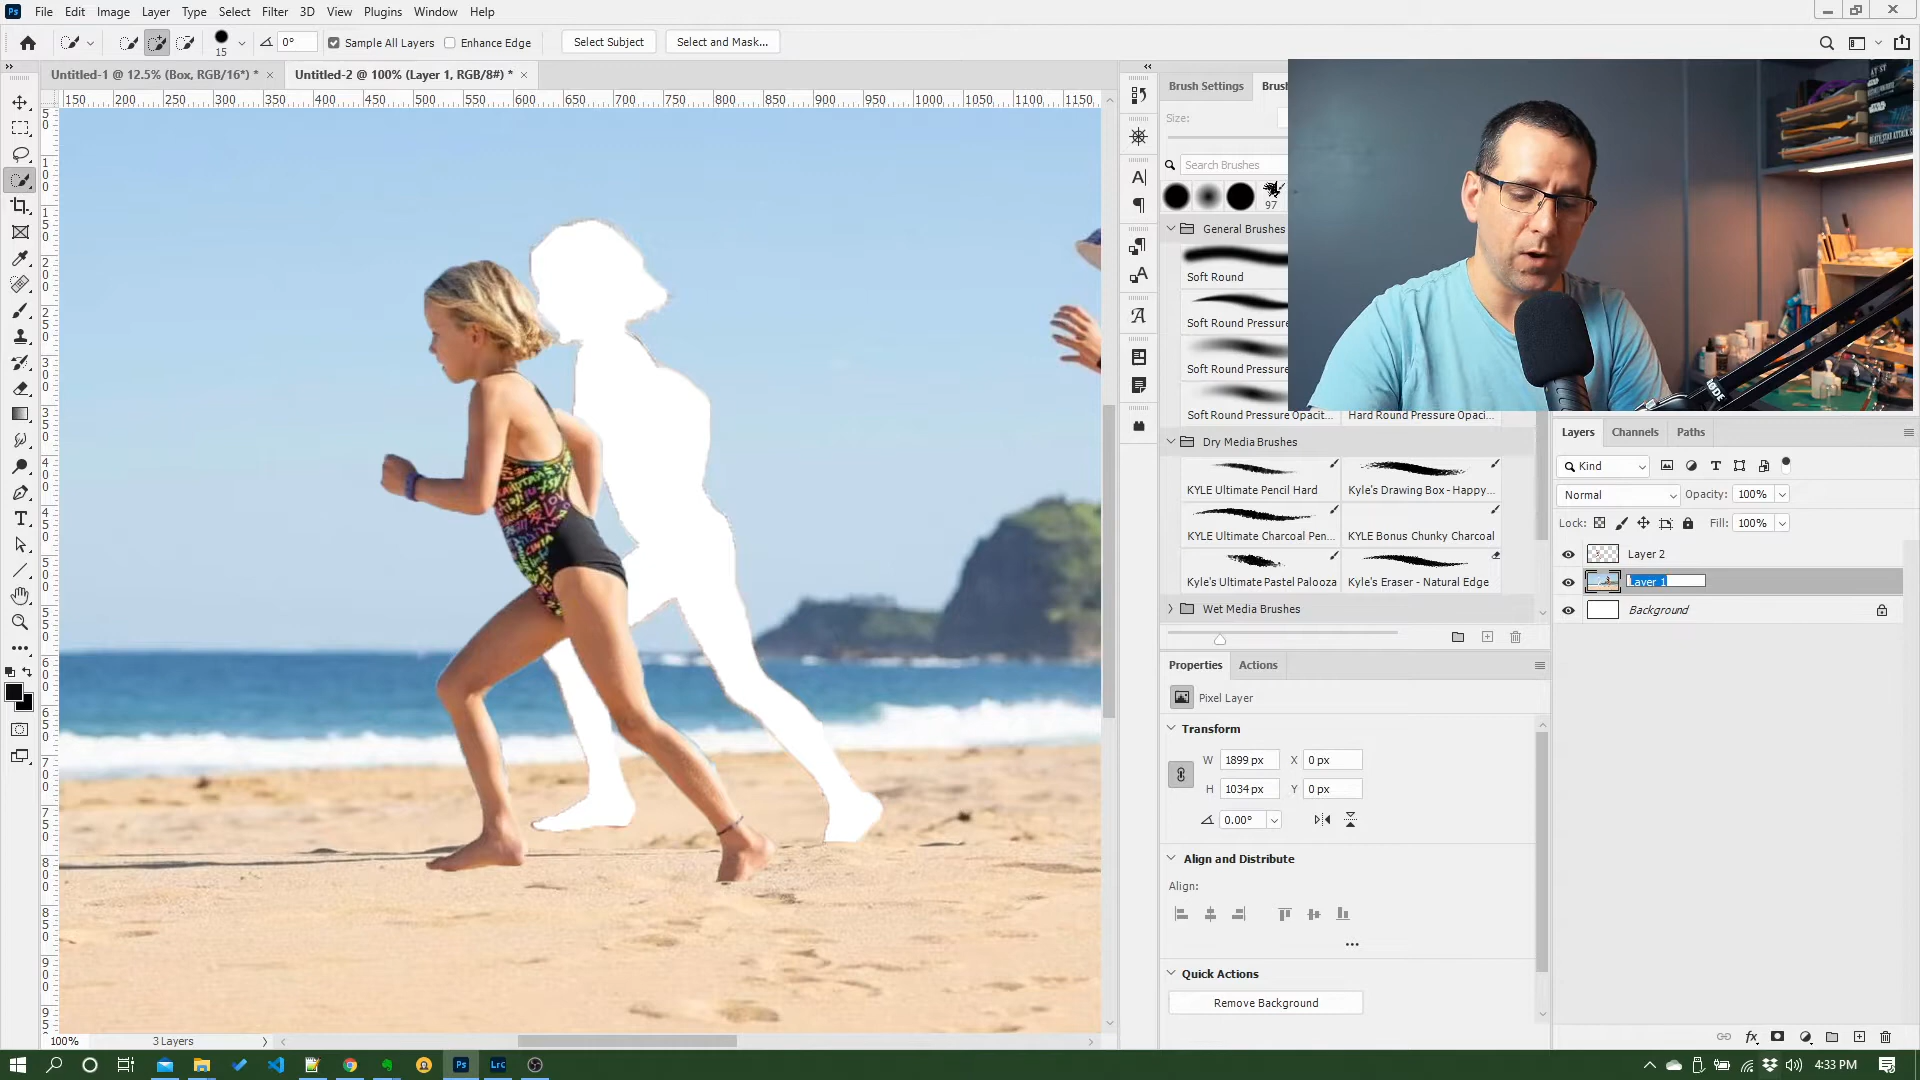 Ps File Edit Image Layer Type Select Filter 3D View Plugins Window Help
15 0° Sample All Layers Enhance Edge Select Subject Select and Mask...
Untitled-1 @ 12.5% (Box, RGB/16*) * × Untitled-2 @ 100% (Layer 1, RGB/8#) * ×
150 200 250 300 350 400 450 500 550 600 650 700 750 800 850 900 950 1000 1050 1100 1150
Brush Settings Brus
Size:
Search Brushes
97
General Brushes
Soft Round
Soft Round Pressure
Soft Round Pressure
Soft Round Pressure Opacit... Hard Round Pressure Opaci...
Dry Media Brushes
KYLE Ultimate Pencil Hard Kyle's Drawing Box - Happy...
KYLE Ultimate Charcoal Pen... KYLE Bonus Chunky Charcoal
Kyle's Ultimate Pastel Palooza Kyle's Eraser - Natural Edge
Wet Media Brushes
Properties Actions
Pixel Layer
Transform
W 1899 px X 0 px
H 1034 px Y 0 px
0.00°
Align and Distribute
Align:
Quick Actions
Remove Background
RØDE
Layers Channels Paths
Kind
Normal Opacity: 100%
Lock: Fill: 100%
Layer 2
Layer 1
Background
100% 3 Layers
Ps LrC 4:33 PM